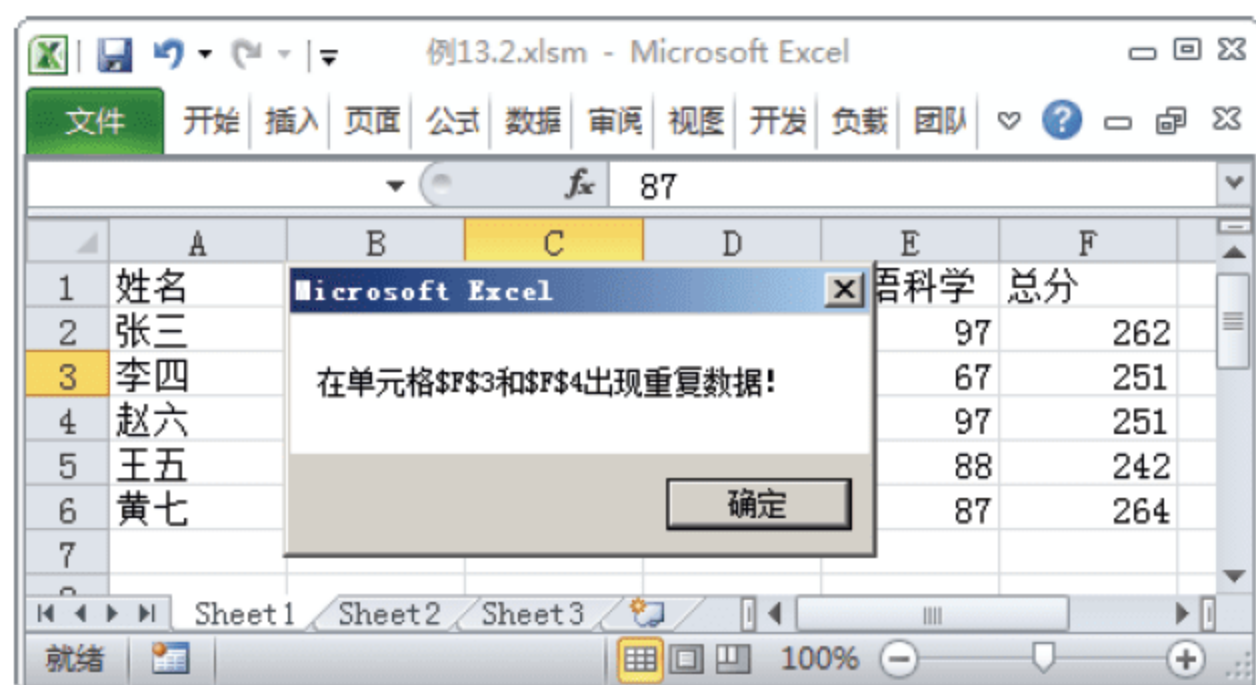 例13.2.xlsm - Microsoft Excel
文件 开始 插入 页面 公式 数据 审阅 视图 开发 负载 团队
fx 87
A B C D E F
1 姓名 语科学 总分
2 张三 97 262
3 李四 67 251
4 赵六 97 251
5 王五 88 242
6 黄七 87 264
7
Microsoft Excel
在单元格$F$3和$F$4出现重复数据!
确定
Sheet1 Sheet2 Sheet3
就绪 100%